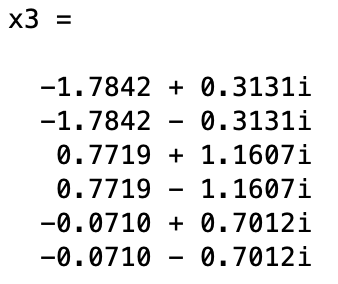 x3 =
-1.7842 + 0.3131i
-1.7842 - 0.3131i
0.7719 + 1.1607i
0.7719 - 1.1607i
-0.0710 + 0.7012i
-0.0710 - 0.7012i